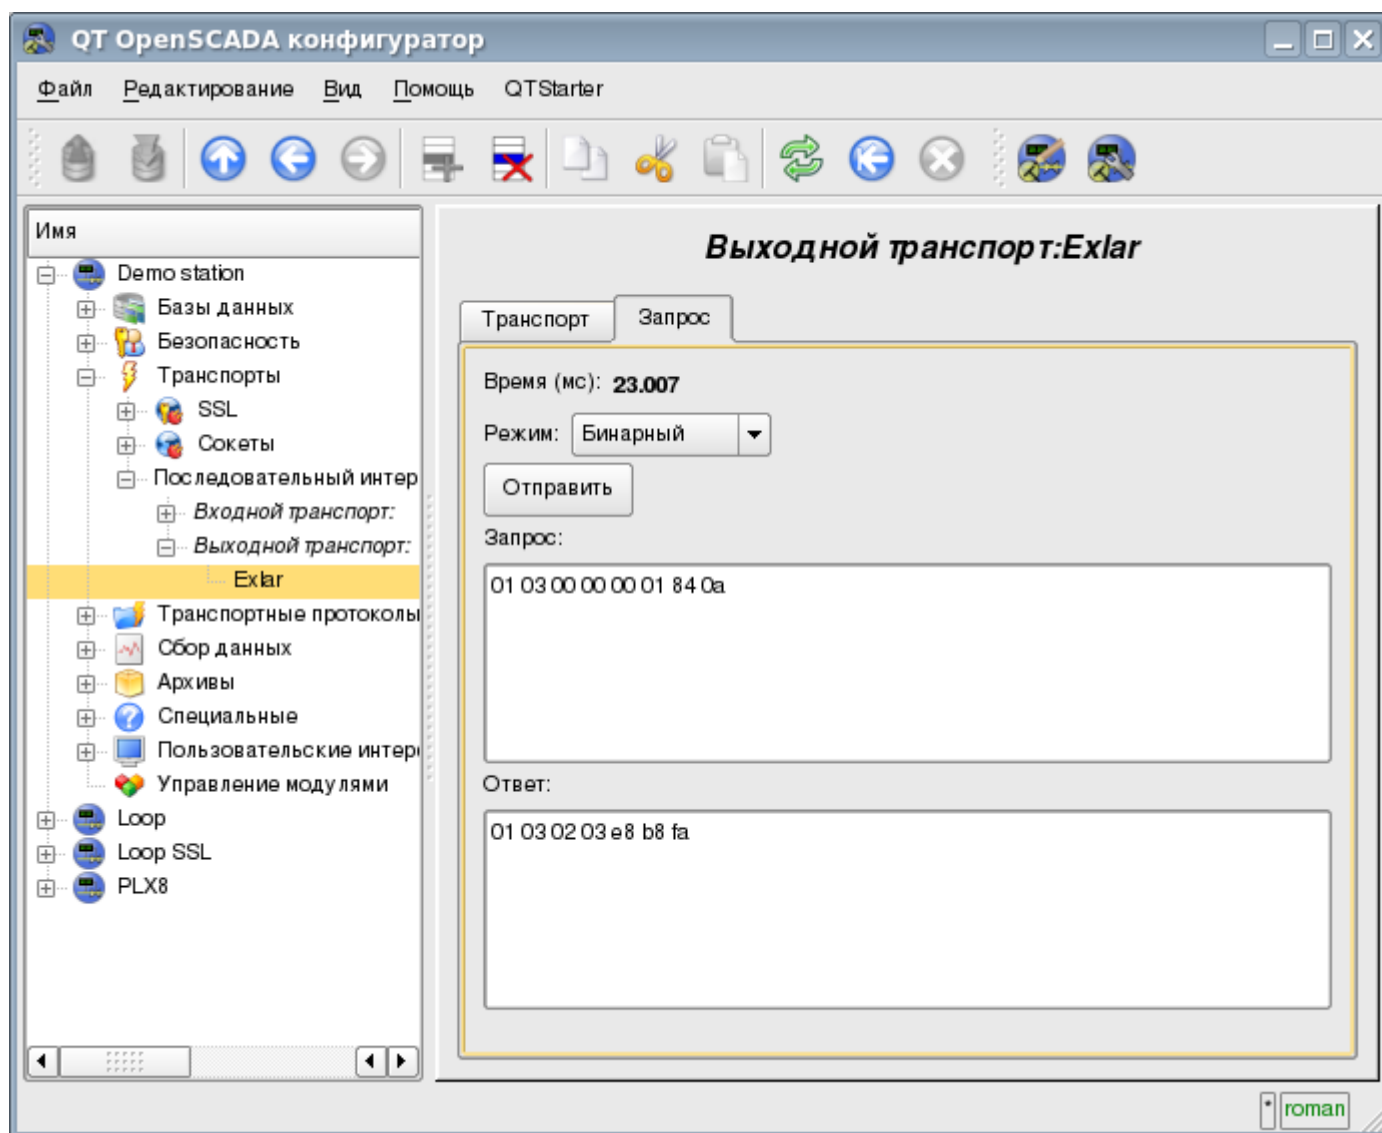 QT OpenSCADA конфигуратор
Файл Редактирование Вид Помощь QTStarter
Имя
Demo station
Базы данных
Безопасность
Транспорты
SSL
Сокеты
Последовательный интер
Входной транспорт:
Выходной транспорт:
Exlar
Транспортные протоколы
Сбор данных
Архивы
Специальные
Пользовательские интер
Управление модулями
Loop
Loop SSL
PLX8
Выходной транспорт:Exlar
Транспорт Запрос
Время (мс): 23.007
Режим: Бинарный
Отправить
Запрос:
01 03 00 00 00 01 84 0a
Ответ:
01 03 02 03 e8 b8 fa
* roman